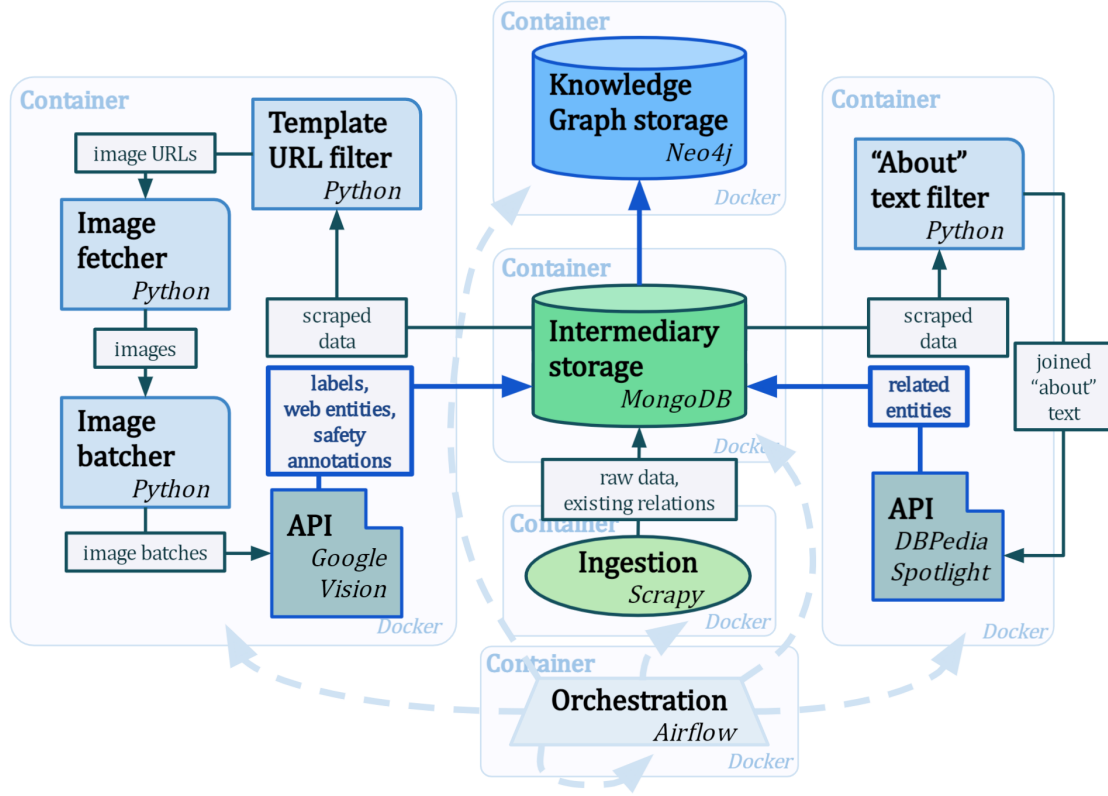 Container
Knowledge
Graph storage
Neo4j
Docker
Container
Template
URL filter
Python
image URLs
Image
fetcher
Python
images
Image
batcher
Python
image batches
scraped
data
labels,
web entities,
safety
annotations
API
Google
Vision
Docker
Container
Intermediary
storage
MongoDB
Docker
raw data,
existing relations
Container
Ingestion
Scrapy
Docker
Container
Orchestration
Airflow
Docker
Container
“About”
text filter
Python
scraped
data
joined
“about”
text
related
entities
API
DBPedia
Spotlight
Docker